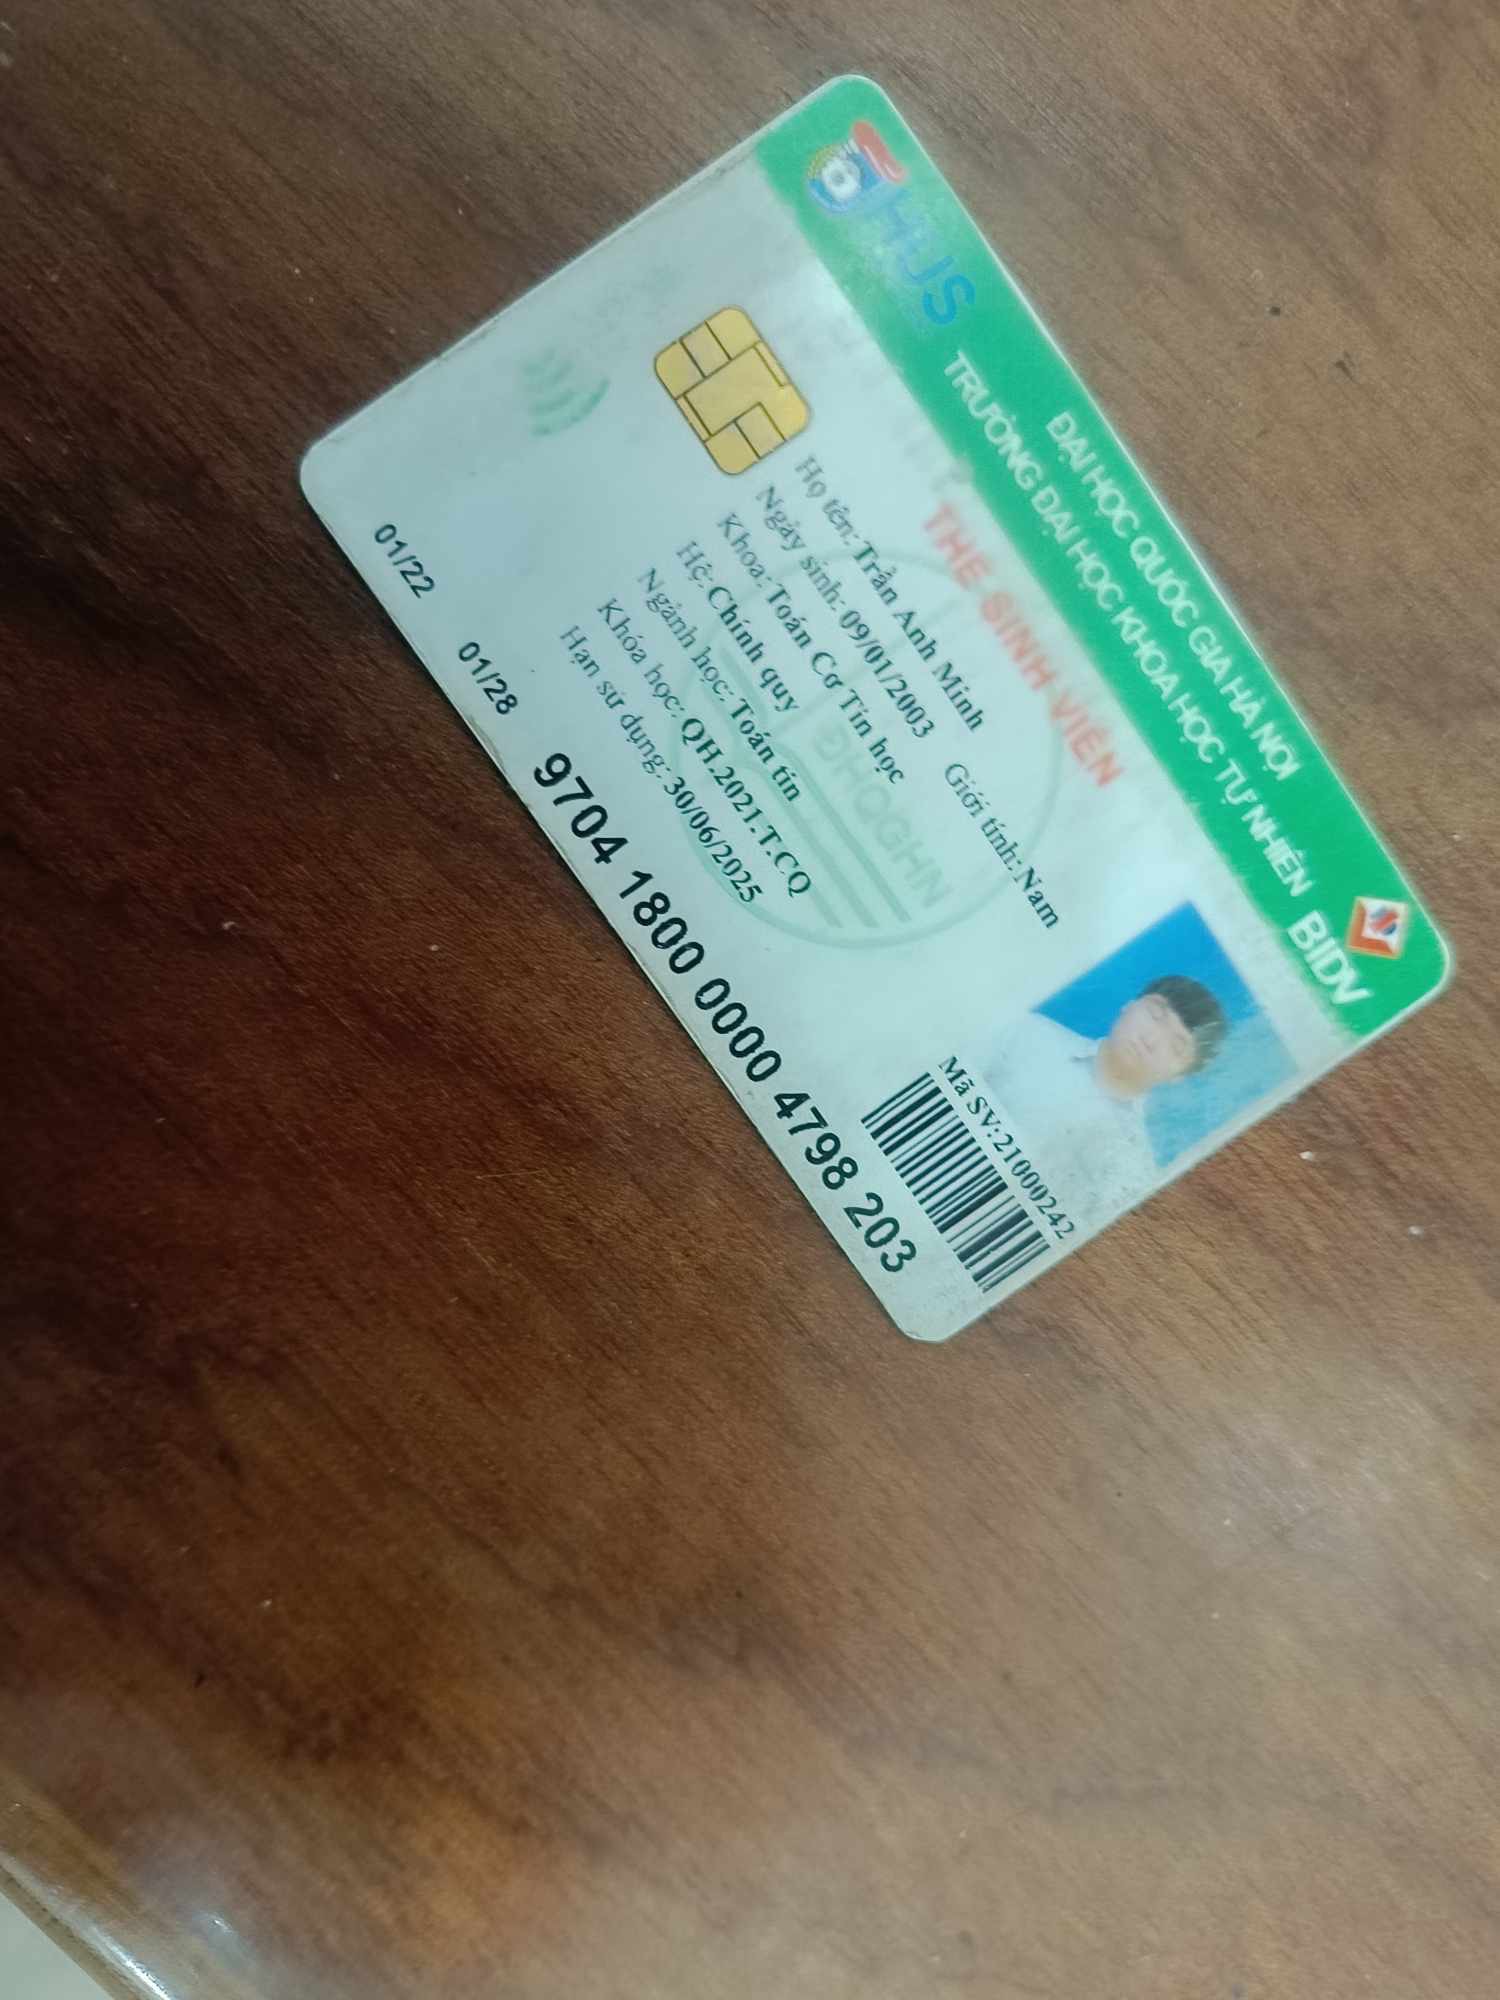 ĐẠI HỌC QUỐC GIA HÀ NỘI
TRƯỜNG ĐẠI HỌC KHOA HỌC TỰ NHIÊN
BIDV
HUS
THẺ SINH VIÊN
Họ tên: Trần Anh Minh
Ngày sinh: 09/01/2003 Giới tính: Nam
Khoa: Toán Cơ Tin học
Hệ: Chính quy
Ngành học: Toán tin
Khóa học: QH.2021.T.CQ
Hạn sử dụng: 30/06/2025
ĐHQGHN
Mã SV: 21000242
9704 1800 0000 4798 203
01/22 01/28